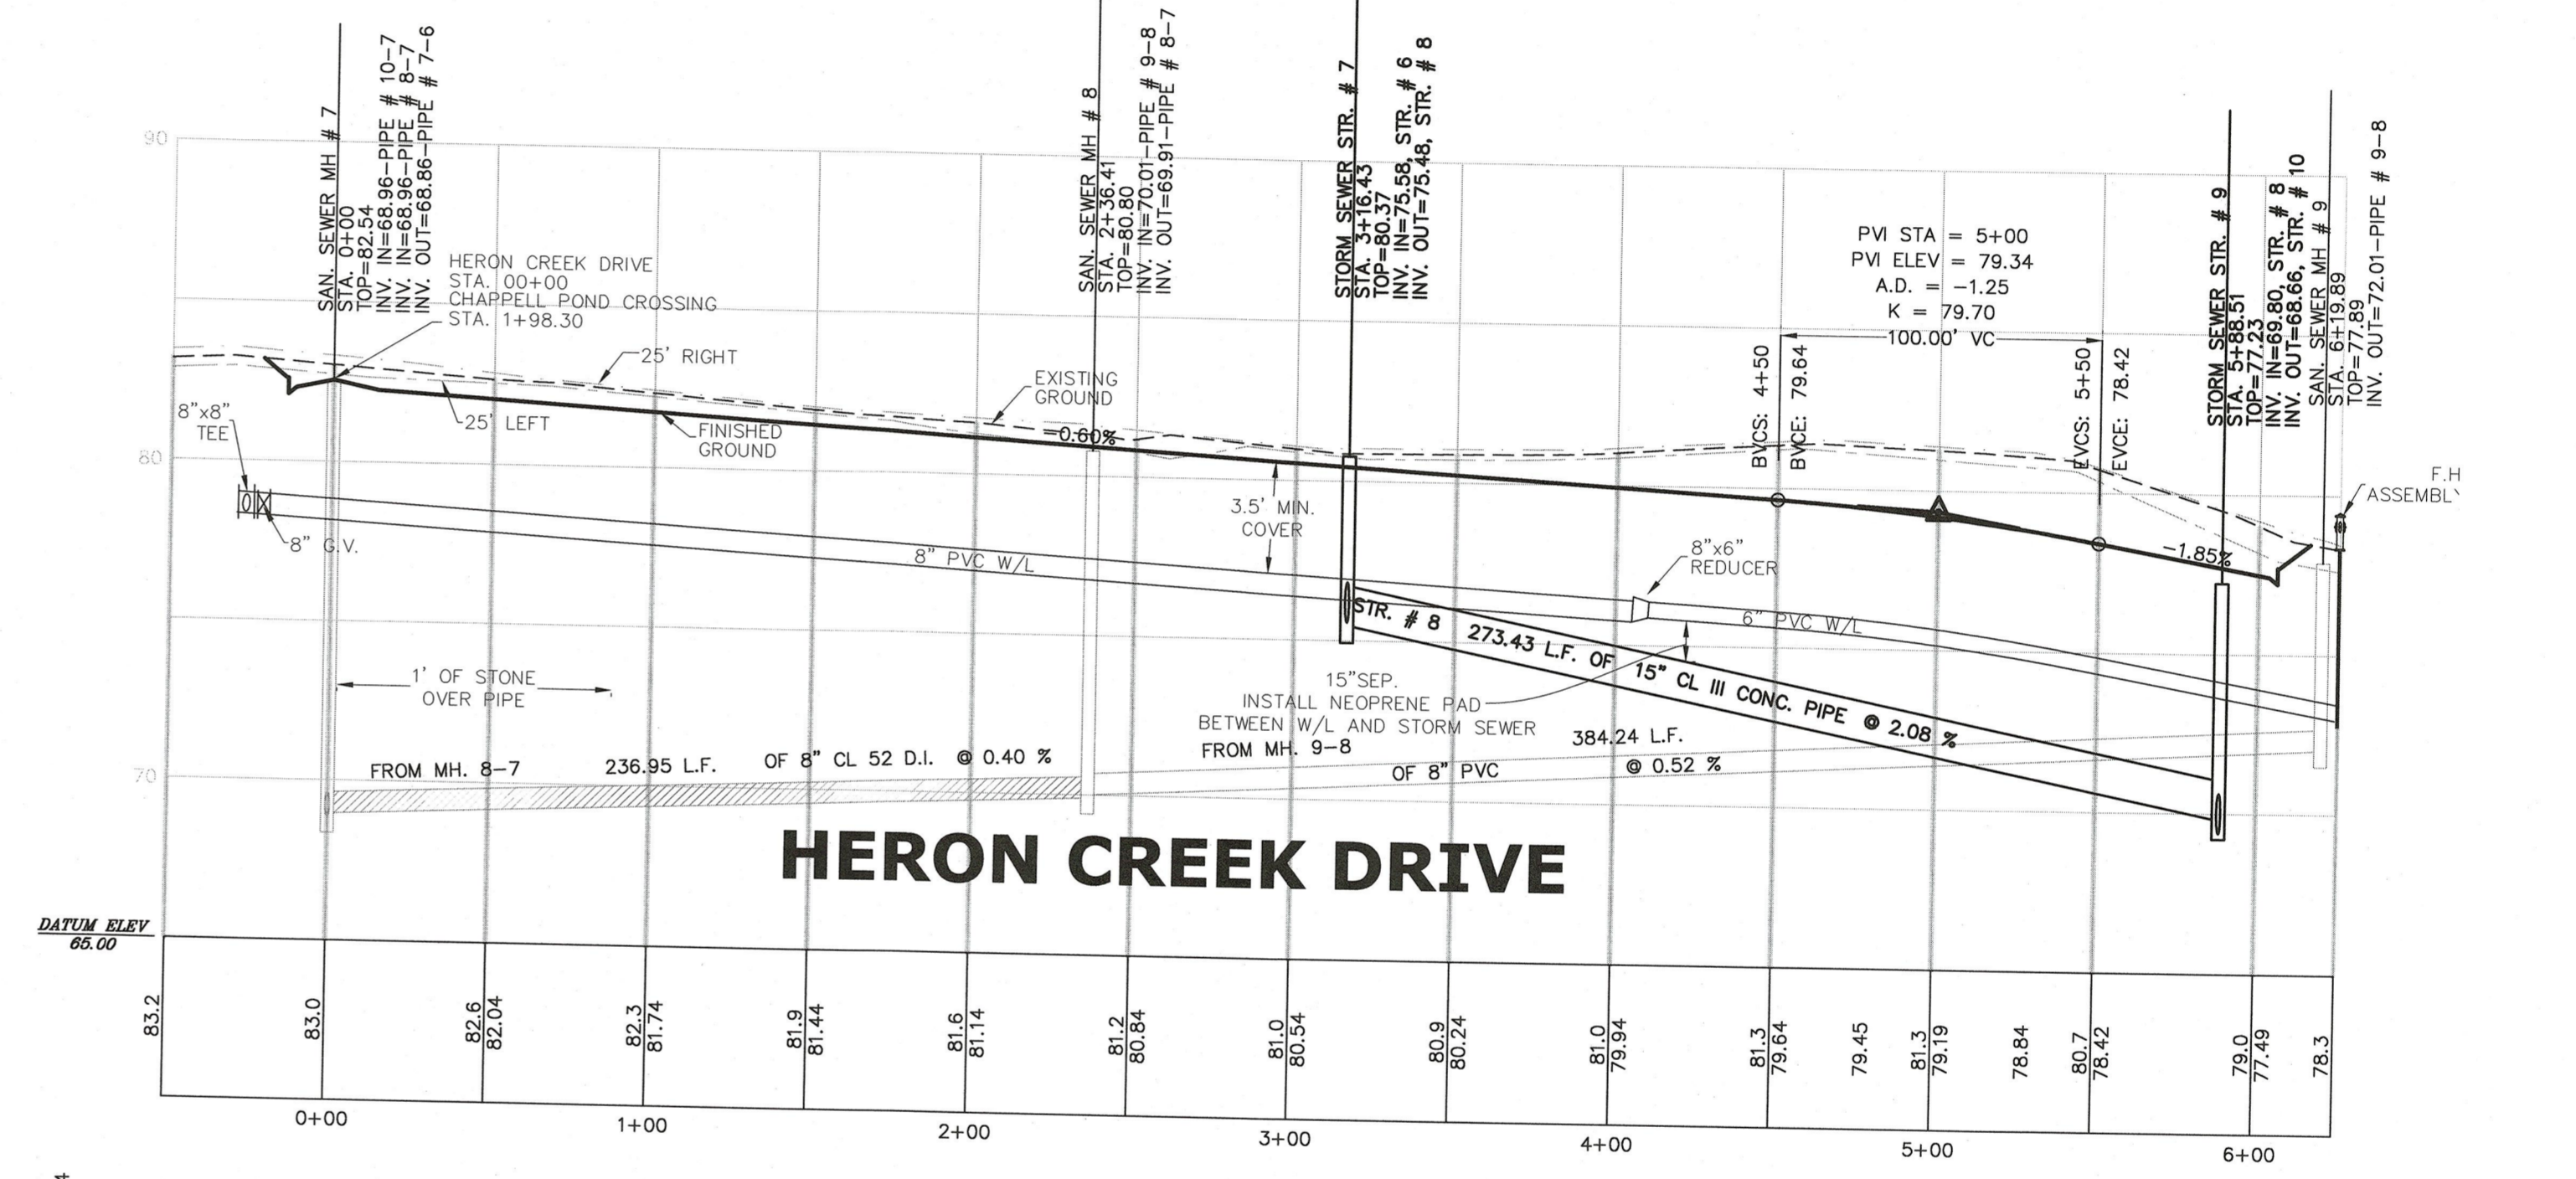 SAN. SEWER MH # 7
STA. 0+00
TOP=82.54
INV. IN=68.96-PIPE # 10-7
INV. IN=68.96-PIPE # 8-7
INV. OUT=68.86-PIPE # 7-6
SAN. SEWER MH # 8
STA. 2+36.41
TOP=80.80
INV. IN=70.01-PIPE # 9-8
INV. OUT=69.91-PIPE # 8-7
STORM SEWER STR. # 7
STA. 3+16.43
TOP=80.37
INV. IN=75.58, STR. # 6
INV. OUT=75.48, STR. # 8
STORM SEWER STR. # 9
STA. 5+88.51
TOP=77.23
INV. IN=69.80, STR. # 8
INV. OUT=68.66, STR. # 10
SAN. SEWER MH # 9
STA. 6+19.89
TOP=77.89
INV. OUT=72.01-PIPE # 9-8
90
80
70
HERON CREEK DRIVE
STA. 00+00
CHAPPELL POND CROSSING
STA. 1+98.30
PVI STA = 5+00
PVI ELEV = 79.34
A.D. = -1.25
K = 79.70
100.00' VC
BVCS: 4+50
BVCE: 79.64
EVCS: 5+50
EVCE: 78.42
25' RIGHT
25' LEFT
EXISTING
GROUND
FINISHED
GROUND
-0.60%
-1.85%
8"x8"
TEE
8" G.V.
8" PVC W/L
3.5' MIN.
COVER
8"x6"
REDUCER
6" PVC W/L
F.H
ASSEMBL
STR. # 8 273.43 L.F. OF 15" CL III CONC. PIPE @ 2.08 %
15"SEP.
INSTALL NEOPRENE PAD
BETWEEN W/L AND STORM SEWER
1' OF STONE
OVER PIPE
FROM MH. 8-7 236.95 L.F. OF 8" CL 52 D.I. @ 0.40 %
FROM MH. 9-8 384.24 L.F.
OF 8" PVC @ 0.52 %
HERON CREEK DRIVE
DATUM ELEV
65.00
83.2
83.0
82.6
82.04
82.3
81.74
81.9
81.44
81.6
81.14
81.2
80.84
81.0
80.54
80.9
80.24
81.0
79.94
81.3
79.64
79.45
81.3
79.19
78.84
80.7
78.42
79.0
77.49
78.3
0+00 1+00 2+00 3+00 4+00 5+00 6+00